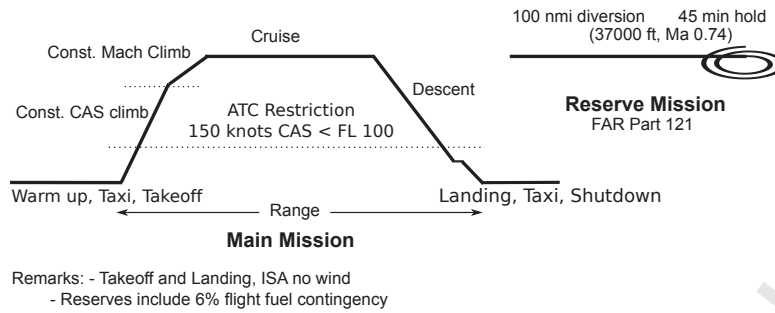 100 nmi diversion 45 min hold
(37000 ft, Ma 0.74)
Const. Mach Climb
Cruise
Descent
Const. CAS climb
ATC Restriction
150 knots CAS < FL 100
Reserve Mission
FAR Part 121
Warm up, Taxi, Takeoff
Landing, Taxi, Shutdown
Range
Main Mission
Remarks: - Takeoff and Landing, ISA no wind
- Reserves include 6% flight fuel contingency